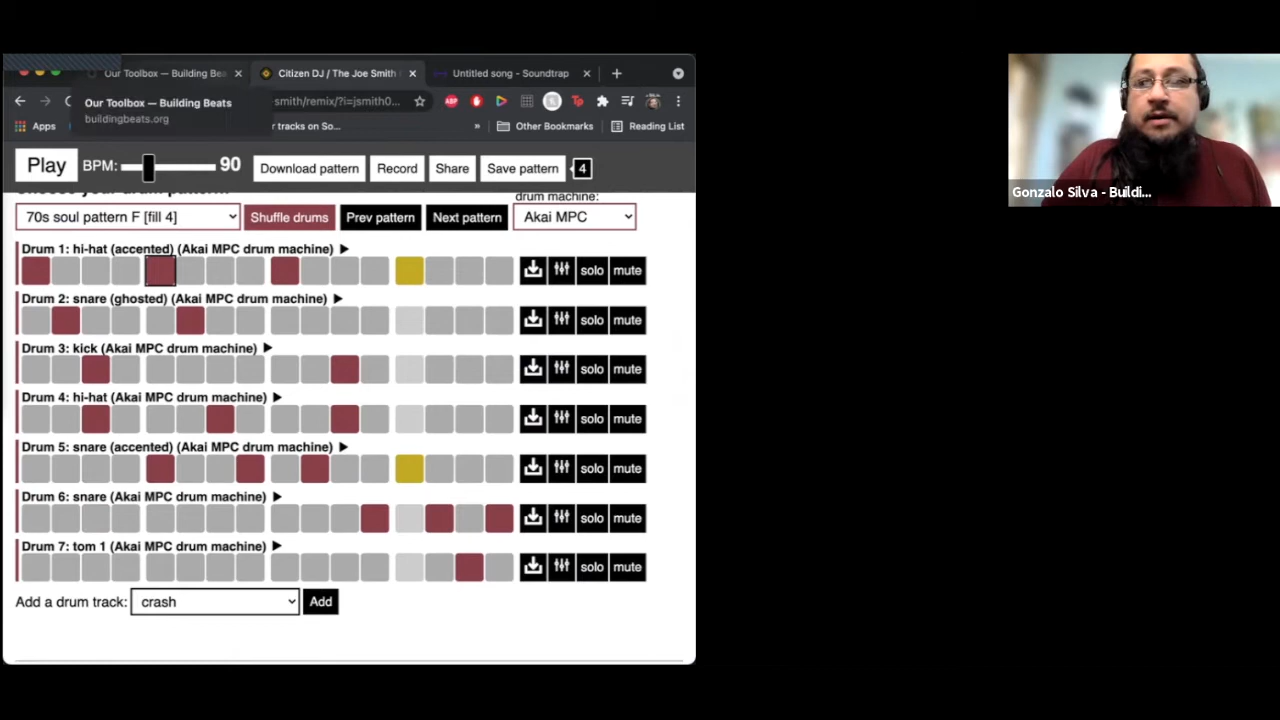 Our Toolbox — Building Bea
Citizen DJ / The Joe Smith
Untitled song - Soundtrap
Our Toolbox — Building Beats
buildingbeats.org
smith/remix/?i=jsmith0...
ABP
Tp
Apps
r tracks on So...
»
Other Bookmarks
Reading List
Play
BPM:
90
Download pattern
Record
Share
Save pattern
4
drum machine:
70s soul pattern F [fill 4]
Shuffle drums
Prev pattern
Next pattern
Akai MPC
Drum 1: hi-hat (accented) (Akai MPC drum machine)
solo mute
Drum 2: snare (ghosted) (Akai MPC drum machine)
solo mute
Drum 3: kick (Akai MPC drum machine)
solo mute
Drum 4: hi-hat (Akai MPC drum machine)
solo mute
Drum 5: snare (accented) (Akai MPC drum machine)
solo mute
Drum 6: snare (Akai MPC drum machine)
solo mute
Drum 7: tom 1 (Akai MPC drum machine)
solo mute
Add a drum track: crash Add
Gonzalo Silva - Buildi...